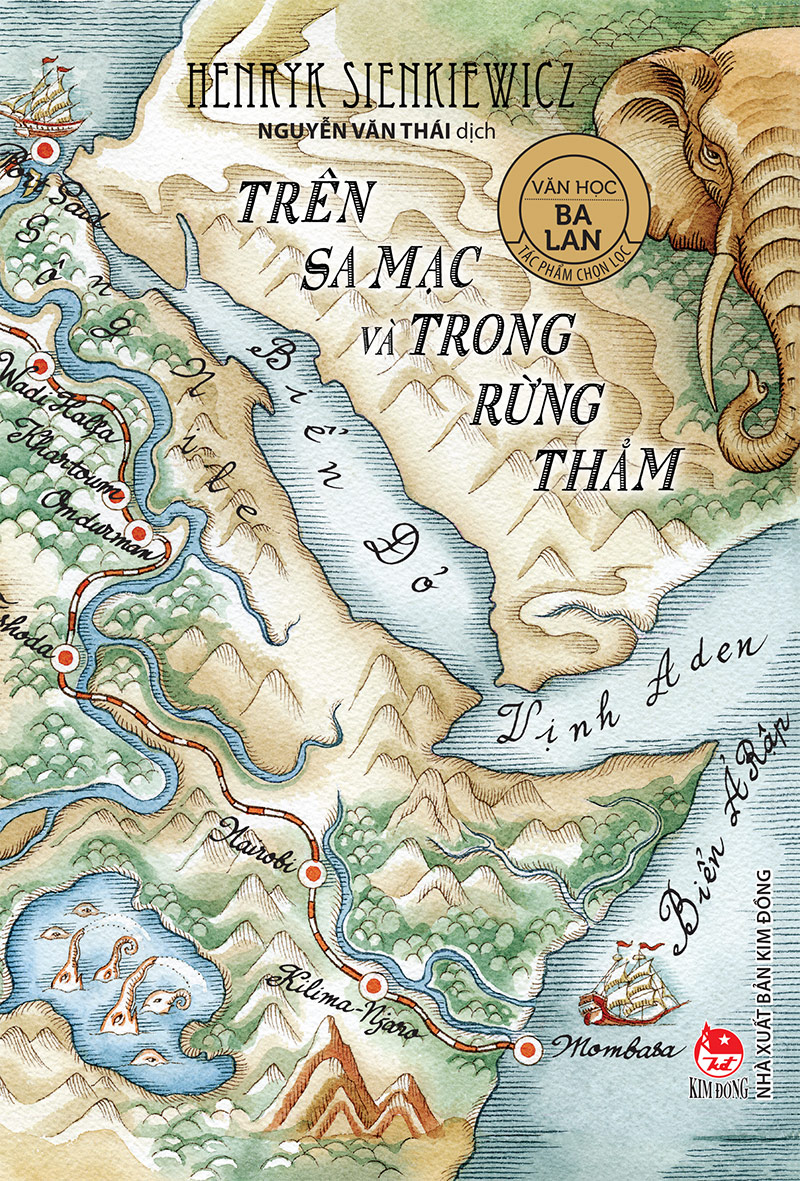 HENRYK SIENKIEWICZ
NGUYỄN VĂN THÁI dịch
VĂN HỌC
BA
LAN
TÁC PHẨM CHỌN LỌC
TRÊN
SA MẠC
VÀ TRONG
RỪNG
THẲM
Port Said
Sông Nile
Biển Đỏ
Wadi Halfa
Khartoum
Omdurman
shoda
Vịnh Aden
Biển Ả Rập
Nairobi
Kilima-Njaro
Mombasa
kđ
KIM ĐỒNG
NHÀ XUẤT BẢN KIM ĐỒNG